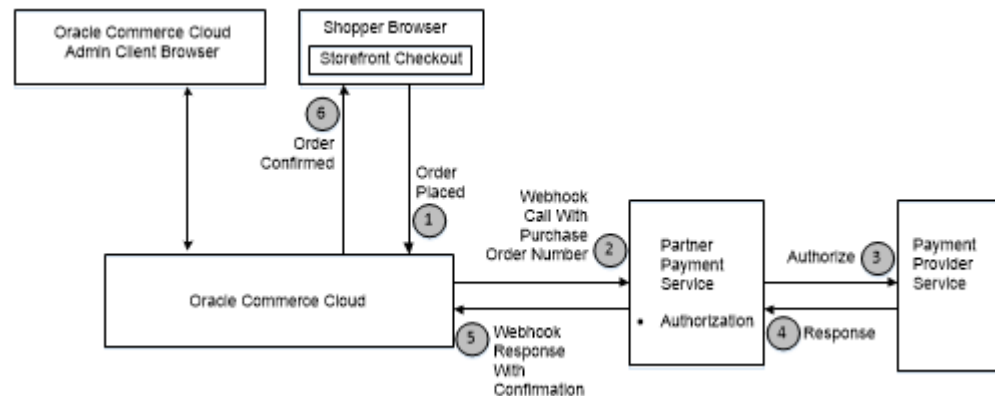 Oracle Commerce Cloud
Admin Client Browser
Shopper Browser
Storefront Checkout
6
Order
Confirmed
Order
Placed
1
Webhook
Call With
Purchase
Order Number
2
Partner
Payment
Service
• Authorization
Authorize
3
Payment
Provider
Service
Oracle Commerce Cloud
5
Webhook
Response
With
Confirmation
4
Response